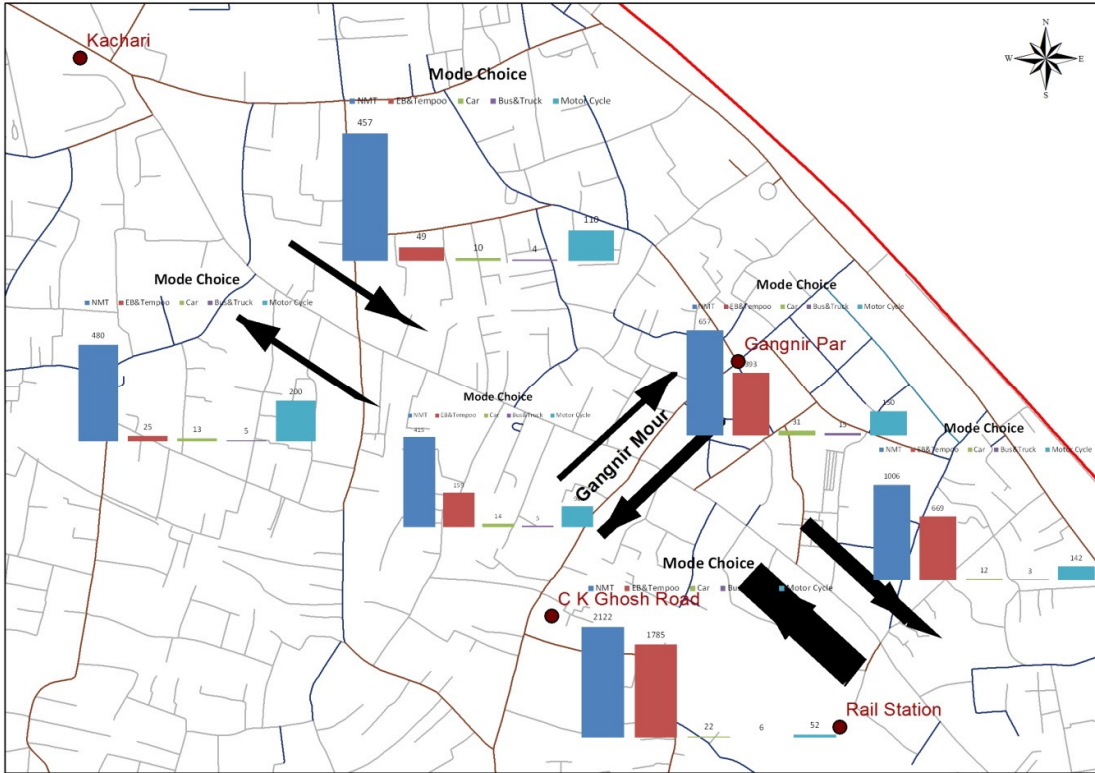 Kachari
N
W E
S
Mode Choice
NMT EB&Tempoo Car Bus&Truck Motor Cycle
457
49
10
4
110
Mode Choice
NMT EB&Tempoo Car Bus&Truck Motor Cycle
480
25
13
5
200
Mode Choice
NMT EB&Tempoo Car Bus&Truck Motor Cycle
657
393
31
13
150
Gangnir Par
Mode Choice
NMT EB&Tempoo Car Bus&Truck Motor Cycle
415
14
5
Gangnir Mour
Mode Choice
NMT EB&Tempoo Car Bus&Truck Motor Cycle
1006
669
12
3
142
Mode Choice
NMT EB&Tempoo Car Motor Cycle
C K Ghosh Road
2122
1785
22
6
52
Rail Station